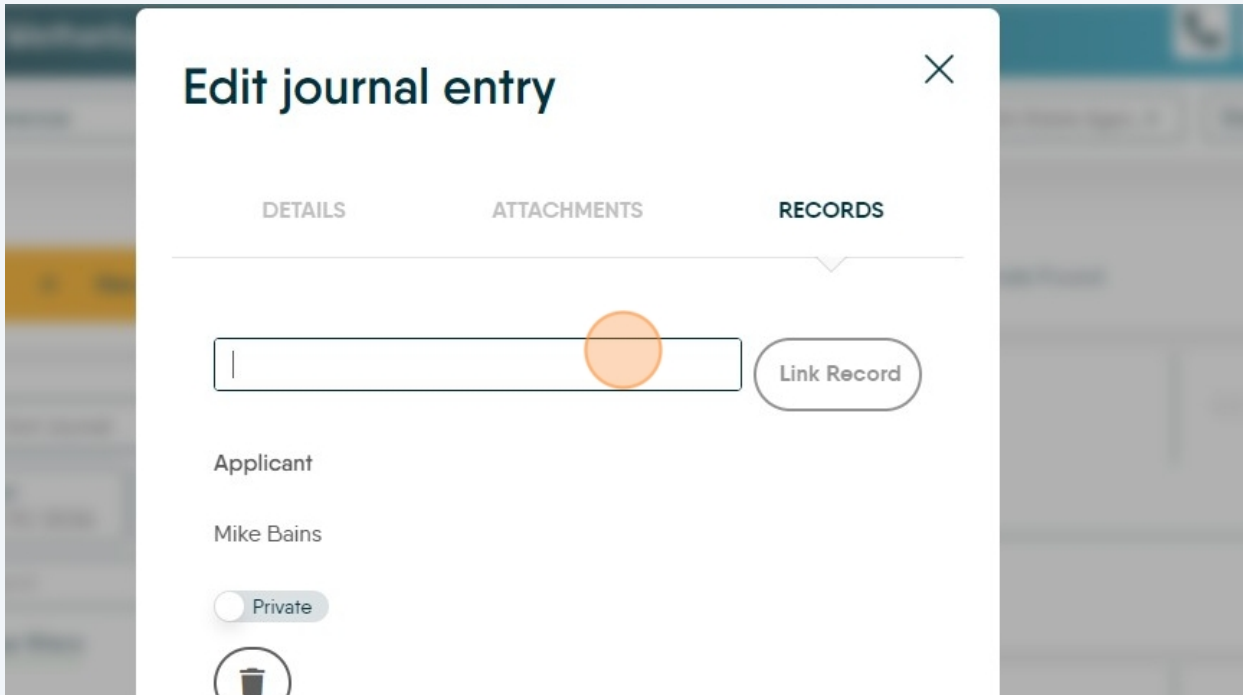 Edit journal entry
DETAILS ATTACHMENTS RECORDS
Link Record
Applicant
Mike Bains
Private